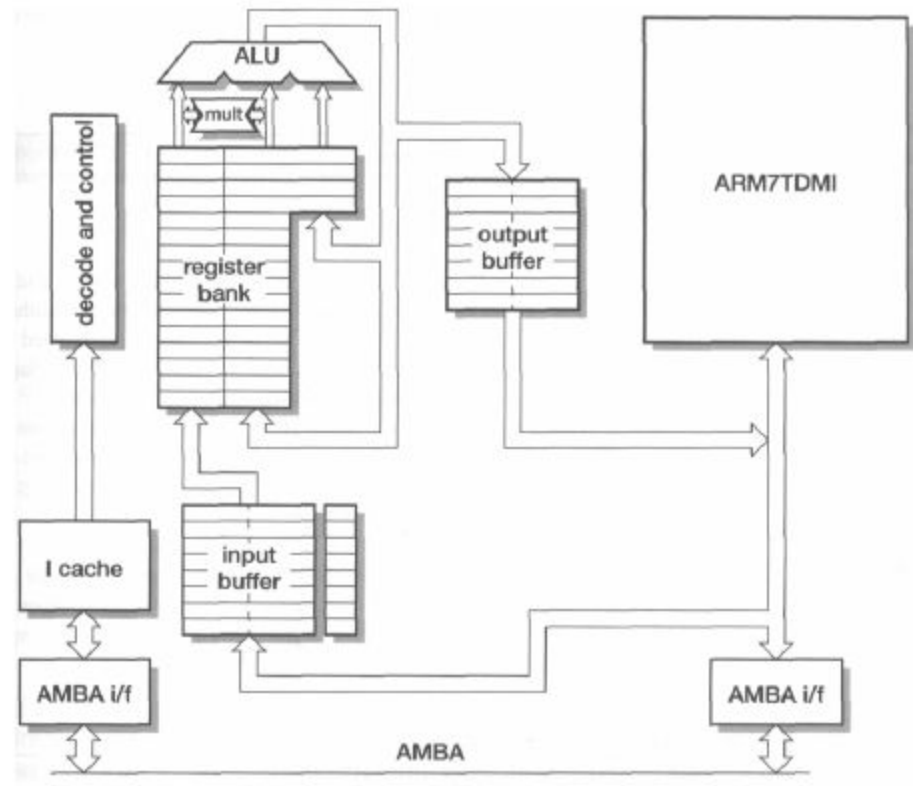 ALU
mult
decode and control
register
bank
output
buffer
ARM7TDMI
I cache
input
buffer
AMBA i/f
AMBA i/f
AMBA